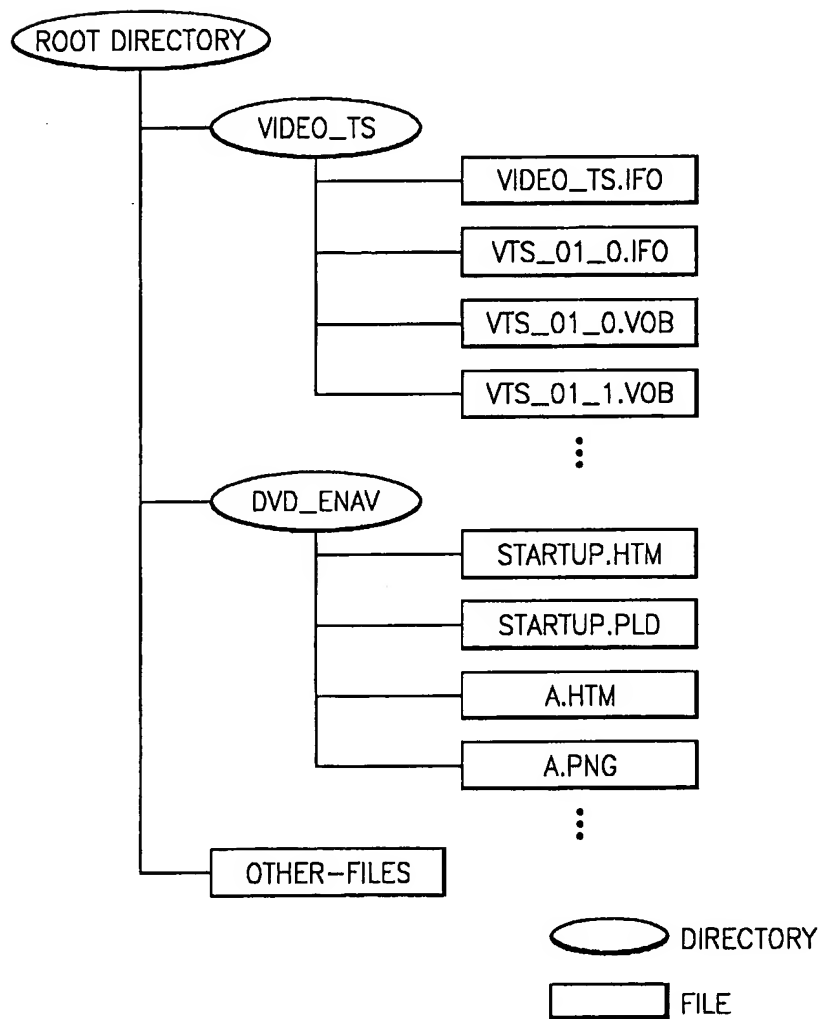 ROOT DIRECTORY
VIDEO_TS
VIDEO_TS.IFO
VTS_01_0.IFO
VTS_01_0.VOB
VTS_01_1.VOB
DVD_ENAV
STARTUP.HTM
STARTUP.PLD
A.HTM
A.PNG
OTHER-FILES
DIRECTORY
FILE